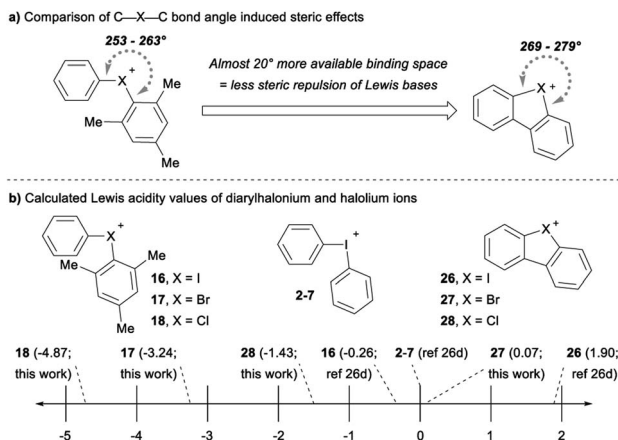 a) Comparison of C—X—C bond angle induced steric effects
253 - 263°
X
+
Me
Me
Me
Almost 20° more available binding space
= less steric repulsion of Lewis bases
269 - 279°
X
+
b) Calculated Lewis acidity values of diarylhalonium and halolium ions
X
+
Me
Me
Me
16, X = I
17, X = Br
18, X = Cl
I
+
2-7
X
+
26, X = I
27, X = Br
28, X = Cl
18 (-4.87; this work)
17 (-3.24; this work)
28 (-1.43; this work)
16 (-0.26; ref 26d)
2-7 (ref 26d)
27 (0.07; this work)
26 (1.90; ref 26d)
-5 -4 -3 -2 -1 0 1 2